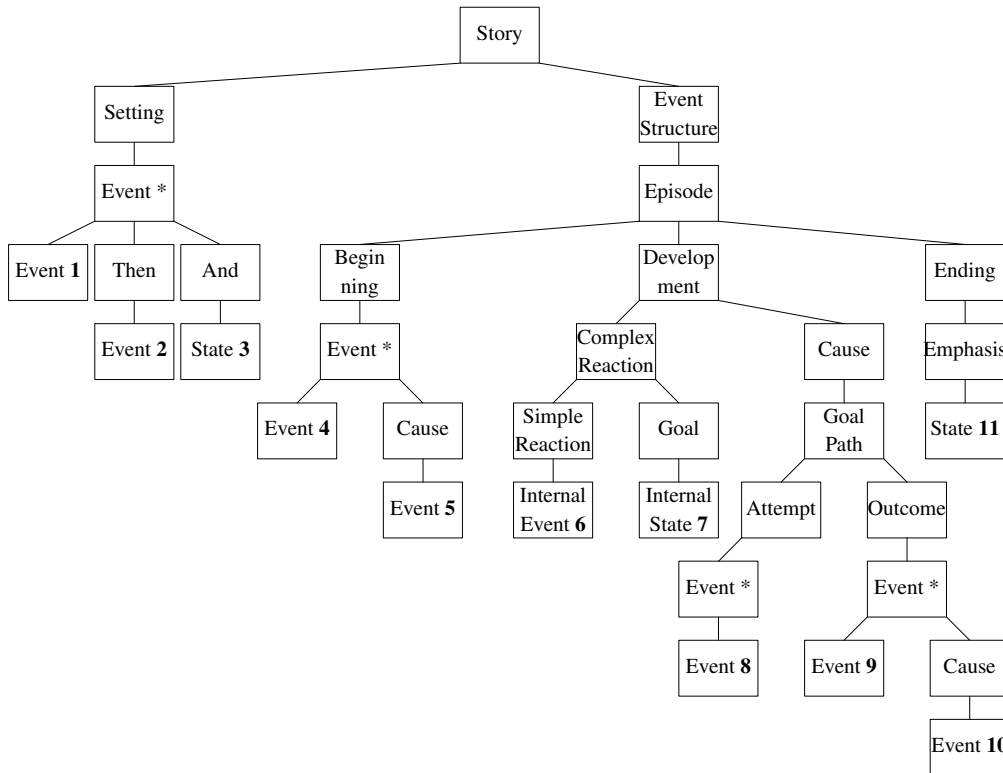 Story
Setting
Event
Structure
Event *
Episode
Event 1
Then
And
Begin
ning
Develop
ment
Ending
Event 2
State 3
Event *
Complex
Reaction
Cause
Emphasis
Event 4
Cause
Simple
Reaction
Goal
Goal
Path
State 11
Event 5
Internal
Event 6
Internal
State 7
Attempt
Outcome
Event *
Event *
Event 8
Event 9
Cause
Event 10